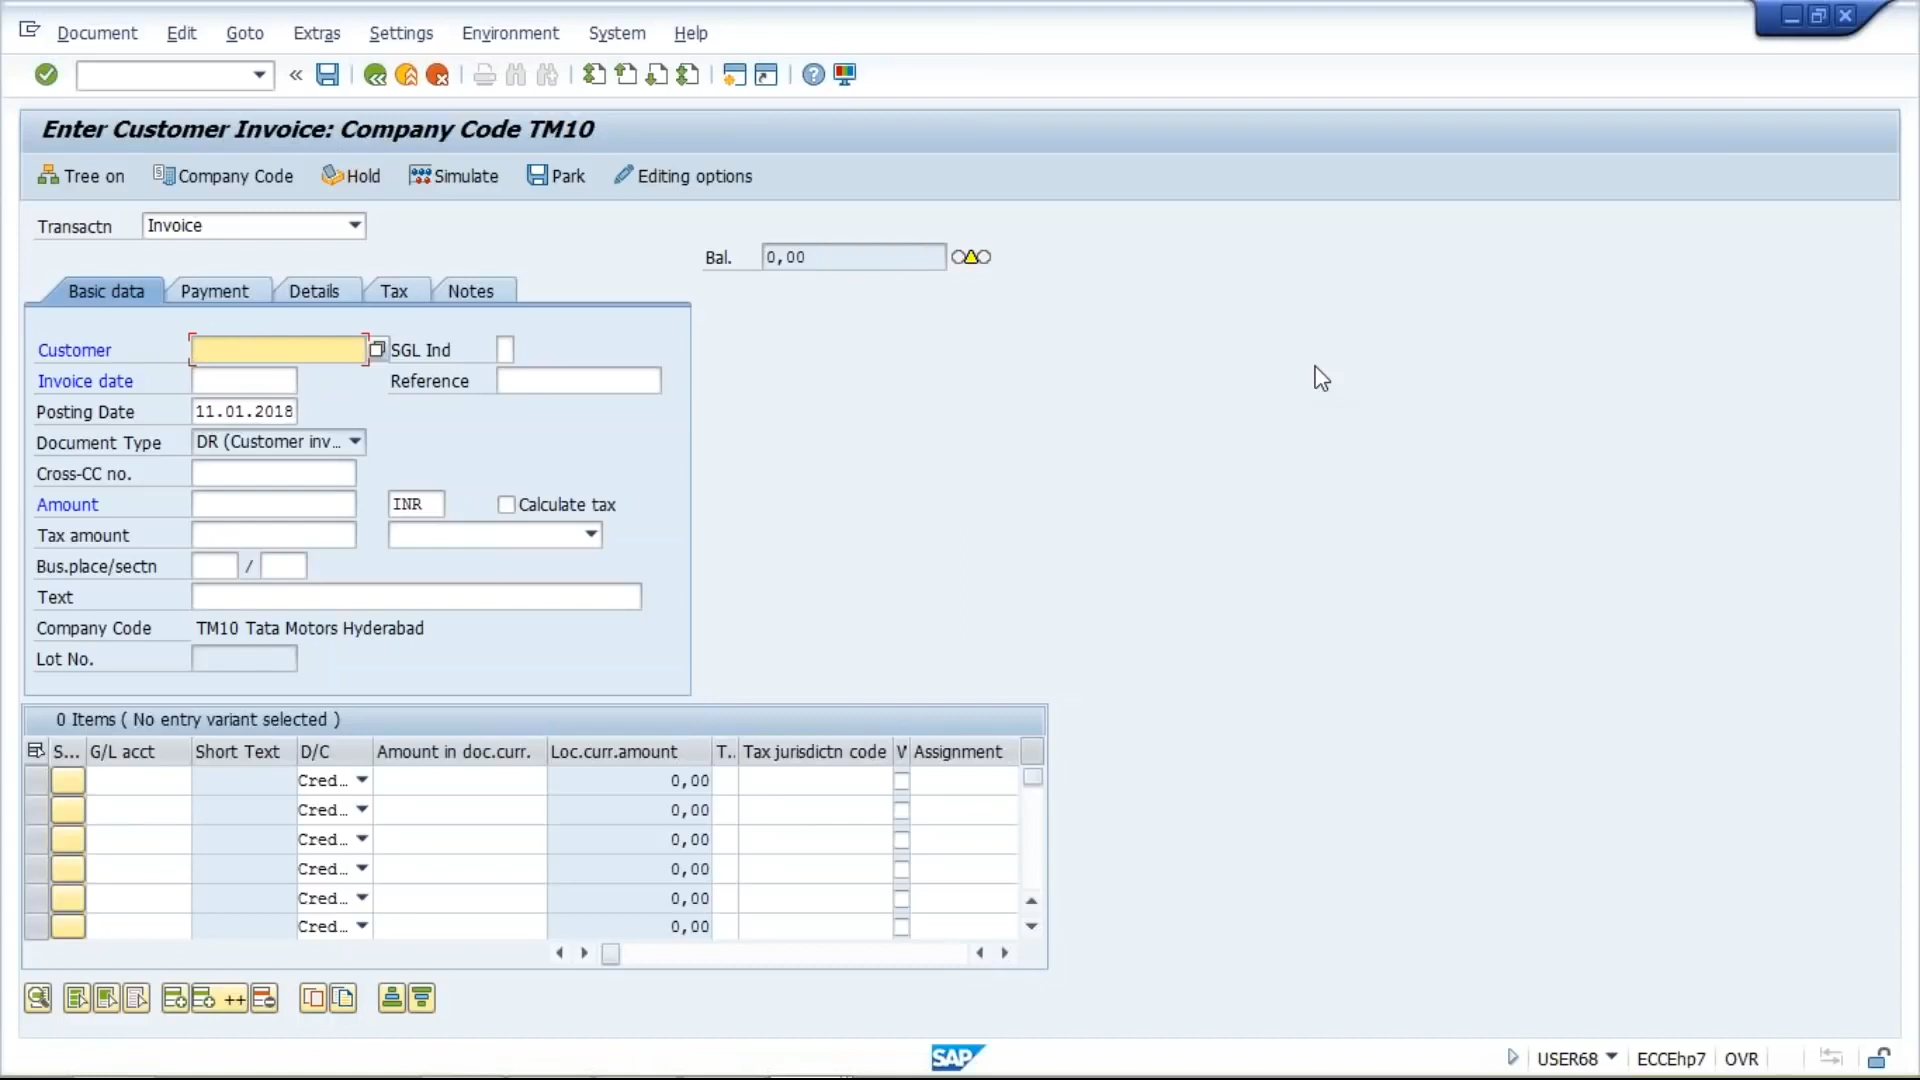 Document Edit Goto Extras Settings Environment System Help
Enter Customer Invoice: Company Code TM10
Tree on Company Code Hold Simulate Park Editing options
Transactn Invoice
Bal. 0,00
Basic data Payment Details Tax Notes
Customer SGL Ind
Invoice date Reference
Posting Date 11.01.2018
Document Type DR (Customer inv...
Cross-CC no.
Amount INR Calculate tax
Tax amount
Bus.place/sectn /
Text
Company Code TM10 Tata Motors Hyderabad
Lot No.
0 Items ( No entry variant selected )
S... G/L acct Short Text D/C Amount in doc.curr. Loc.curr.amount T.. Tax jurisdictn code V Assignment
Cred... 0,00
Cred... 0,00
Cred... 0,00
Cred... 0,00
Cred... 0,00
Cred... 0,00
SAP USER68 ECCEhp7 OVR